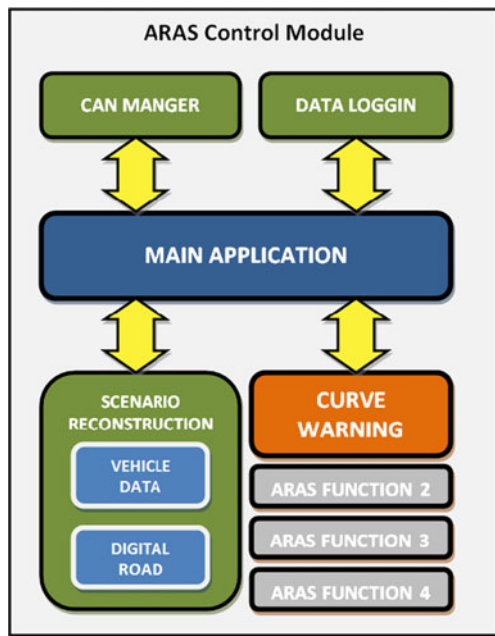 ARAS Control Module
CAN MANGER
DATA LOGGIN
MAIN APPLICATION
SCENARIO
RECONSTRUCTION
VEHICLE
DATA
DIGITAL
ROAD
CURVE
WARNING
ARAS FUNCTION 2
ARAS FUNCTION 3
ARAS FUNCTION 4